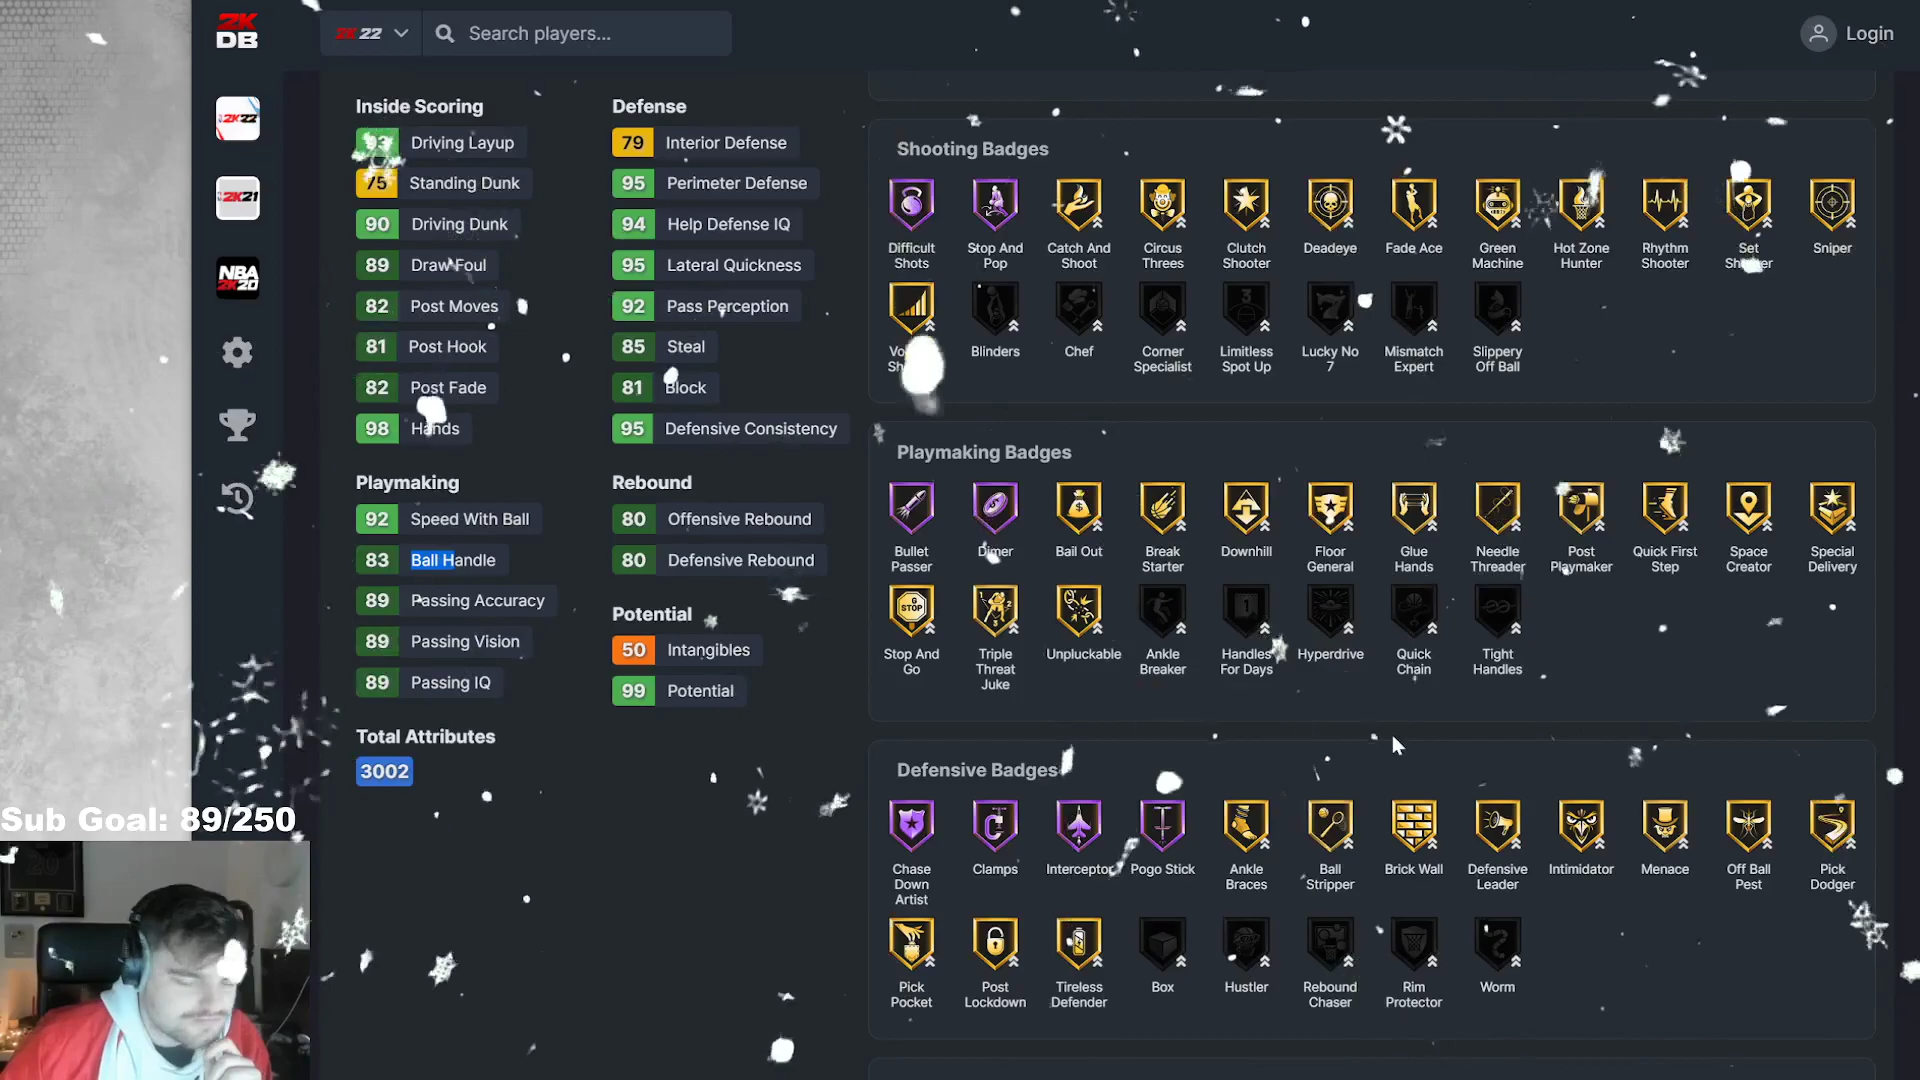 2K
DB
2K22
Search players...
Login
2K22
2K21
NBA
2K20
Inside Scoring
93 Driving Layup
75 Standing Dunk
90 Driving Dunk
89 Draw Foul
82 Post Moves
81 Post Hook
82 Post Fade
98 Hands
Playmaking
92 Speed With Ball
83 Ball Handle
89 Passing Accuracy
89 Passing Vision
89 Passing IQ
Total Attributes
3002
Defense
79 Interior Defense
95 Perimeter Defense
94 Help Defense IQ
95 Lateral Quickness
92 Pass Perception
85 Steal
81 Block
95 Defensive Consistency
Rebound
80 Offensive Rebound
80 Defensive Rebound
Potential
50 Intangibles
99 Potential
Shooting Badges
Difficult Shots
Stop And Pop
Catch And Shoot
Circus Threes
Clutch Shooter
Deadeye
Fade Ace
Green Machine
Hot Zone Hunter
Rhythm Shooter
Set Shooter
Sniper
Blinders
Chef
Corner Specialist
Limitless Spot Up
Lucky No 7
Mismatch Expert
Slippery Off Ball
Playmaking Badges
Bullet Passer
Dimer
Bail Out
Break Starter
Downhill
Floor General
Glue Hands
Needle Threader
Post Playmaker
Quick First Step
Space Creator
Special Delivery
Stop And Go
Triple Threat Juke
Unpluckable
Ankle Breaker
Handles For Days
Hyperdrive
Quick Chain
Tight Handles
Defensive Badges
Chase Down Artist
Clamps
Interceptor
Pogo Stick
Ankle Braces
Ball Stripper
Brick Wall
Defensive Leader
Intimidator
Menace
Off Ball Pest
Pick Dodger
Pick Pocket
Post Lockdown
Tireless Defender
Box
Hustler
Rebound Chaser
Rim Protector
Worm
Sub Goal: 89/250